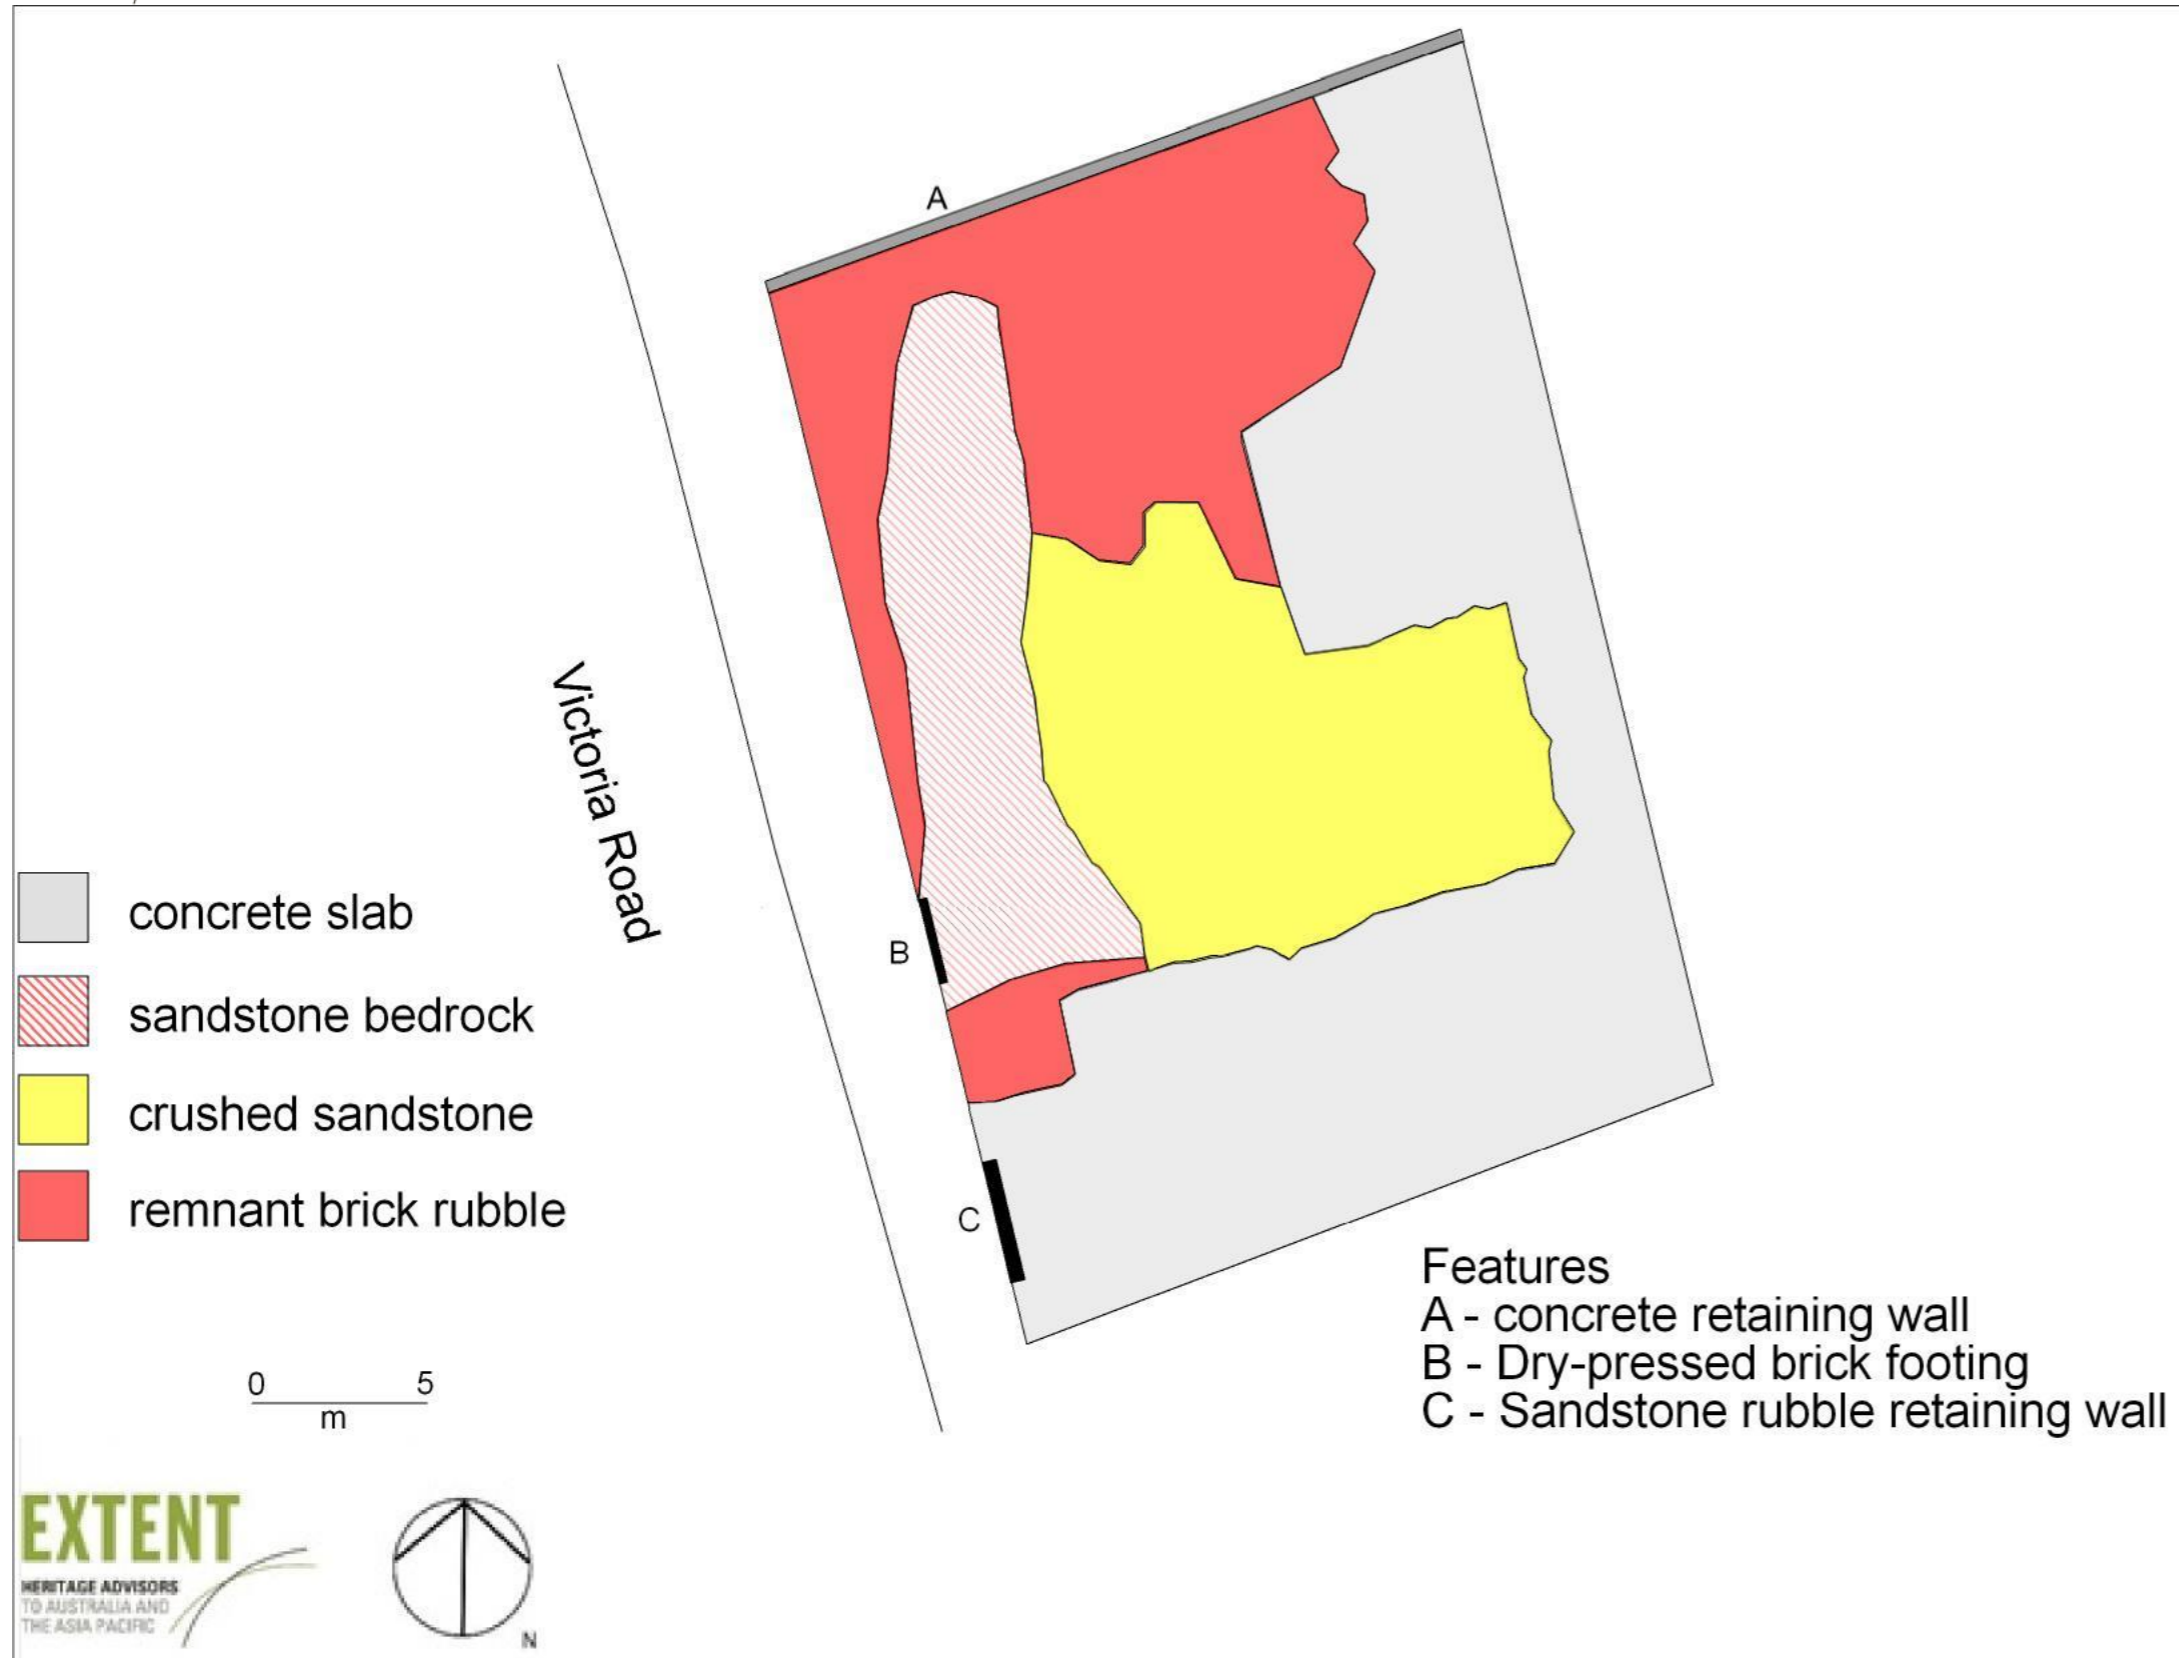 A
Victoria Road
B
C
concrete slab
sandstone bedrock
crushed sandstone
remnant brick rubble
0 5
m
Features
A - concrete retaining wall
B - Dry-pressed brick footing
C - Sandstone rubble retaining wall
EXTENT
HERITAGE ADVISORS
TO AUSTRALIA AND
THE ASIA PACIFIC
N